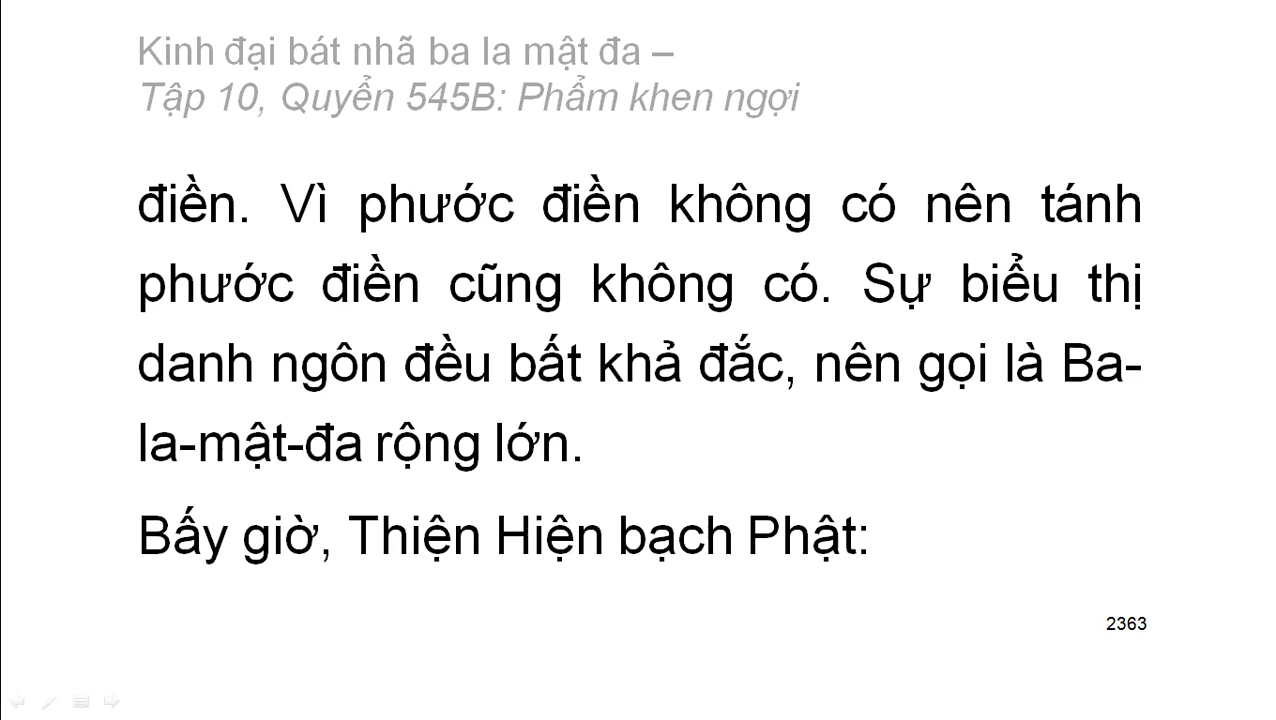 Kinh đại bát nhã ba la mật đa –
Tập 10, Quyển 545B: Phẩm khen ngợi
điền. Vì phước điền không có nên tánh
phước điền cũng không có. Sự biểu thị
danh ngôn đều bất khả đắc, nên gọi là Ba-
la-mật-đa rộng lớn.
Bấy giờ, Thiện Hiện bạch Phật:
2363